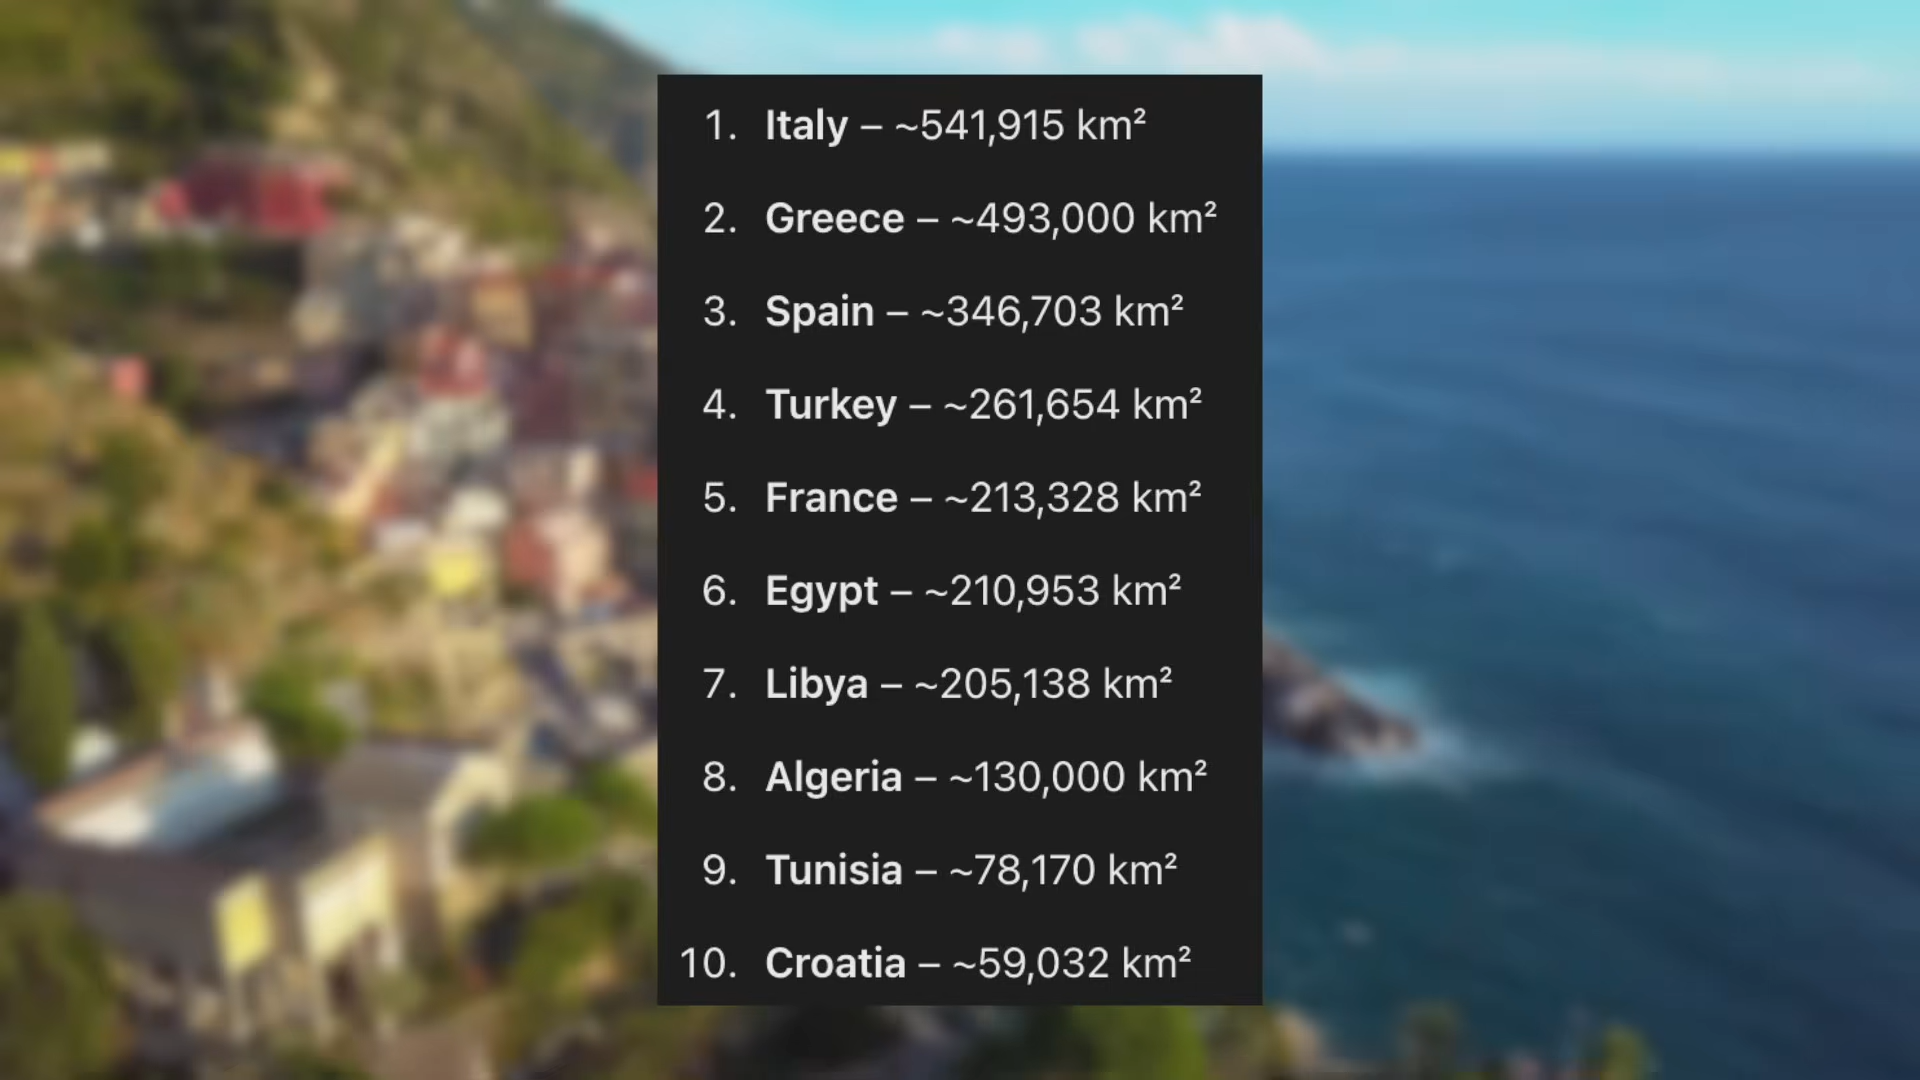 1. Italy – ~541,915 km²
2. Greece – ~493,000 km²
3. Spain – ~346,703 km²
4. Turkey – ~261,654 km²
5. France – ~213,328 km²
6. Egypt – ~210,953 km²
7. Libya – ~205,138 km²
8. Algeria – ~130,000 km²
9. Tunisia – ~78,170 km²
10. Croatia – ~59,032 km²